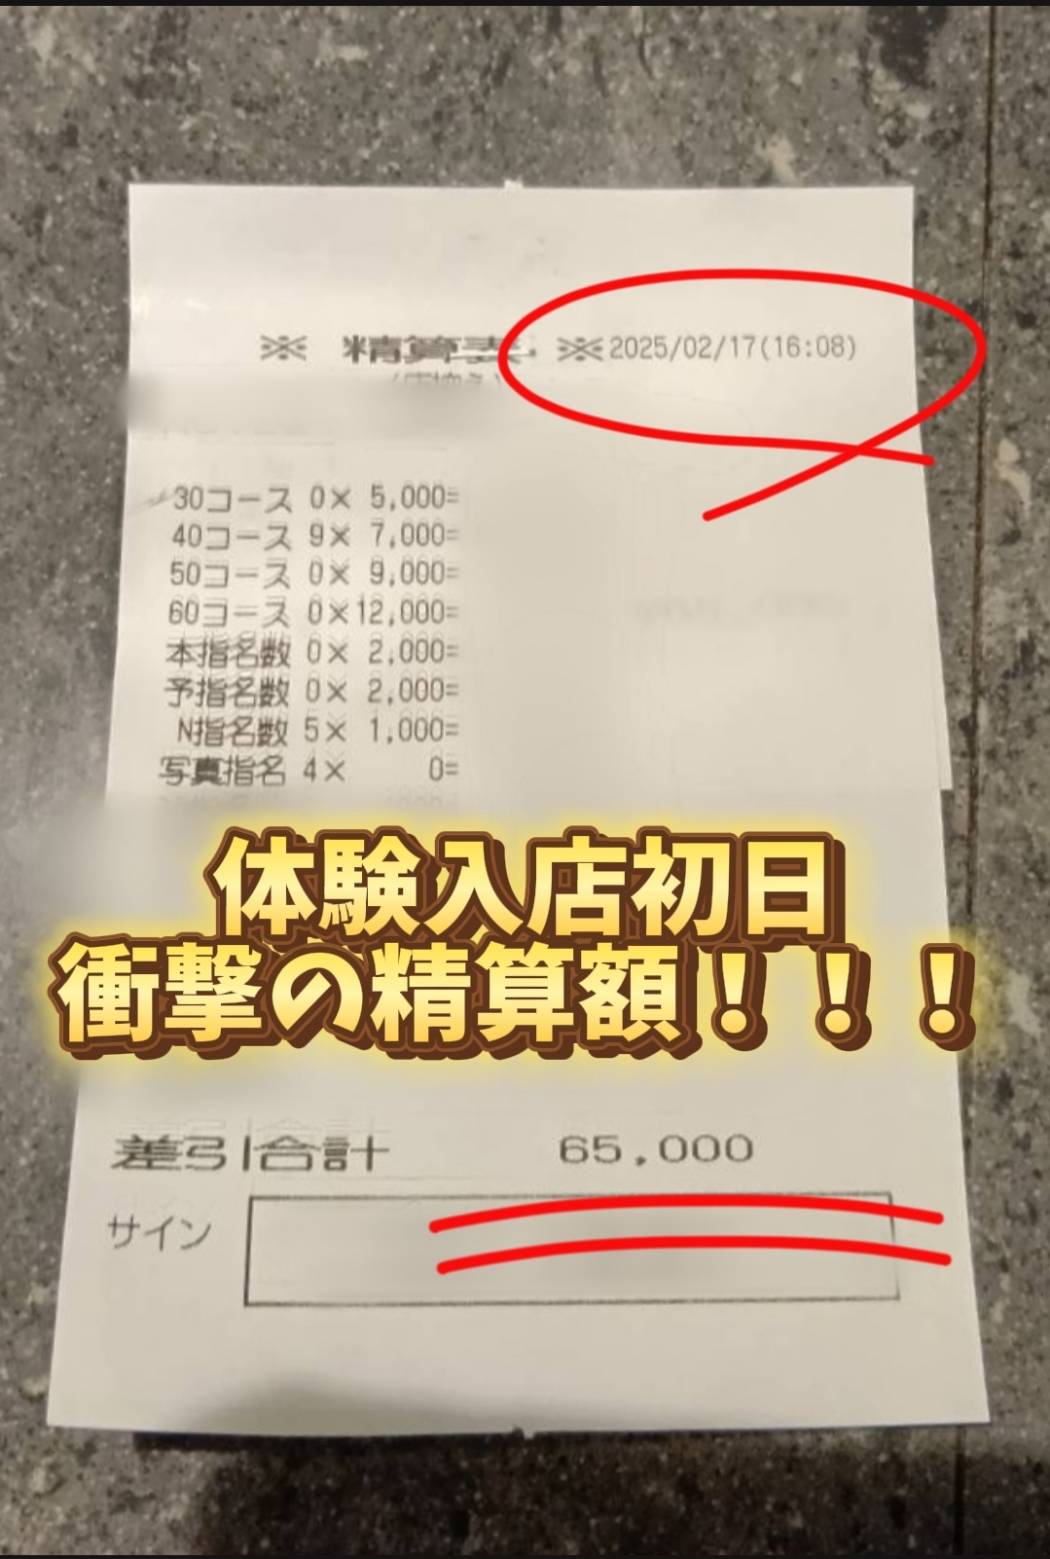 ※ 精算表 ※2025/02/17(16:08)
30コース 0× 5,000=
40コース 9× 7,000=
50コース 0× 9,000=
60コース 0×12,000=
本指名数 0× 2,000=
予指名数 0× 2,000=
N指名数 5× 1,000=
写真指名 4× 0=
体験入店初日
衝撃の精算額！！！
差引合計 65,000
サイン